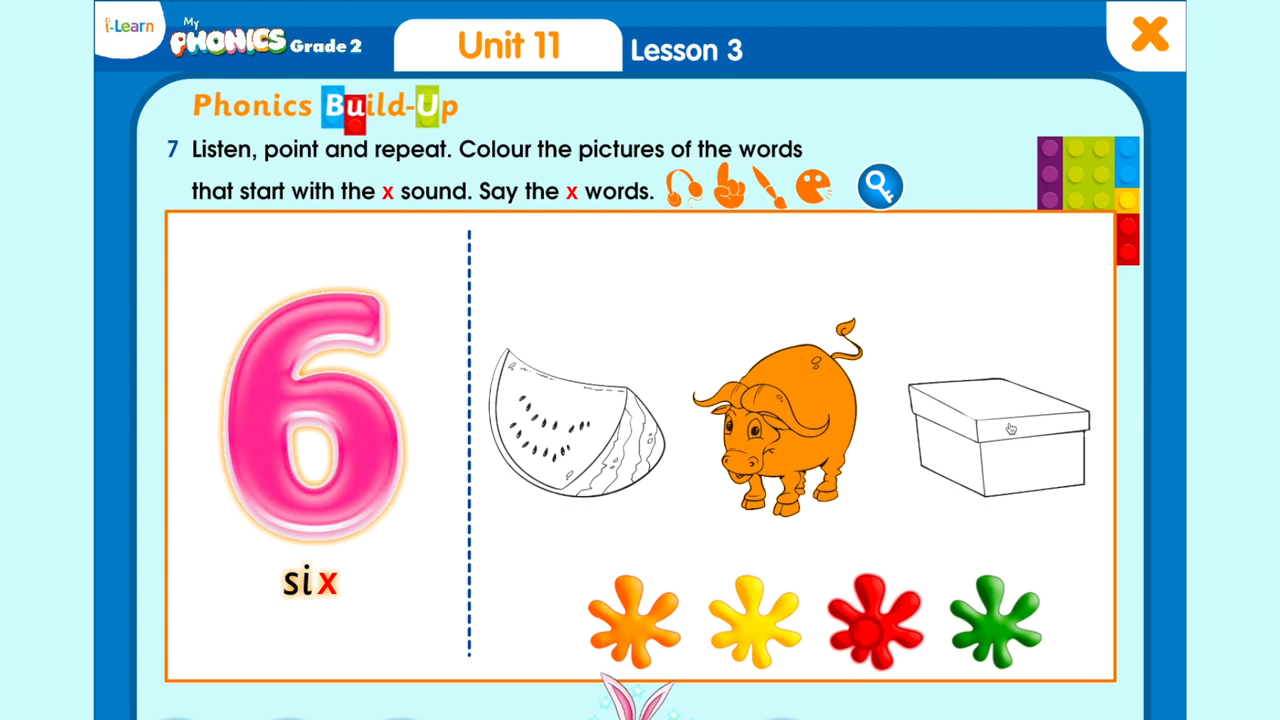 i-Learn
My
PHONICS Grade 2
Unit 11
Lesson 3
Phonics Build-Up
7 Listen, point and repeat. Colour the pictures of the words
that start with the x sound. Say the x words.
6
six